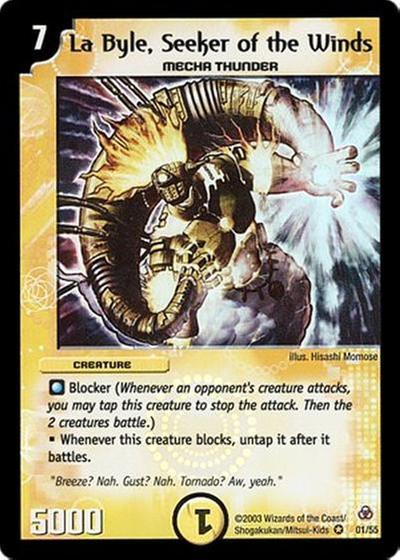 7 La Byle, Seeker of the Winds
MECHA THUNDER
illus. Hisashi Momose
CREATURE
Blocker (Whenever an opponent's creature attacks,
you may tap this creature to stop the attack. Then the
2 creatures battle.)
▪ Whenever this creature blocks, untap it after it
battles.
"Breeze? Nah. Gust? Nah. Tornado? Aw, yeah."
5000
1
©2003 Wizards of the Coast/
Shogakukan/Mitsui-Kids
01/55